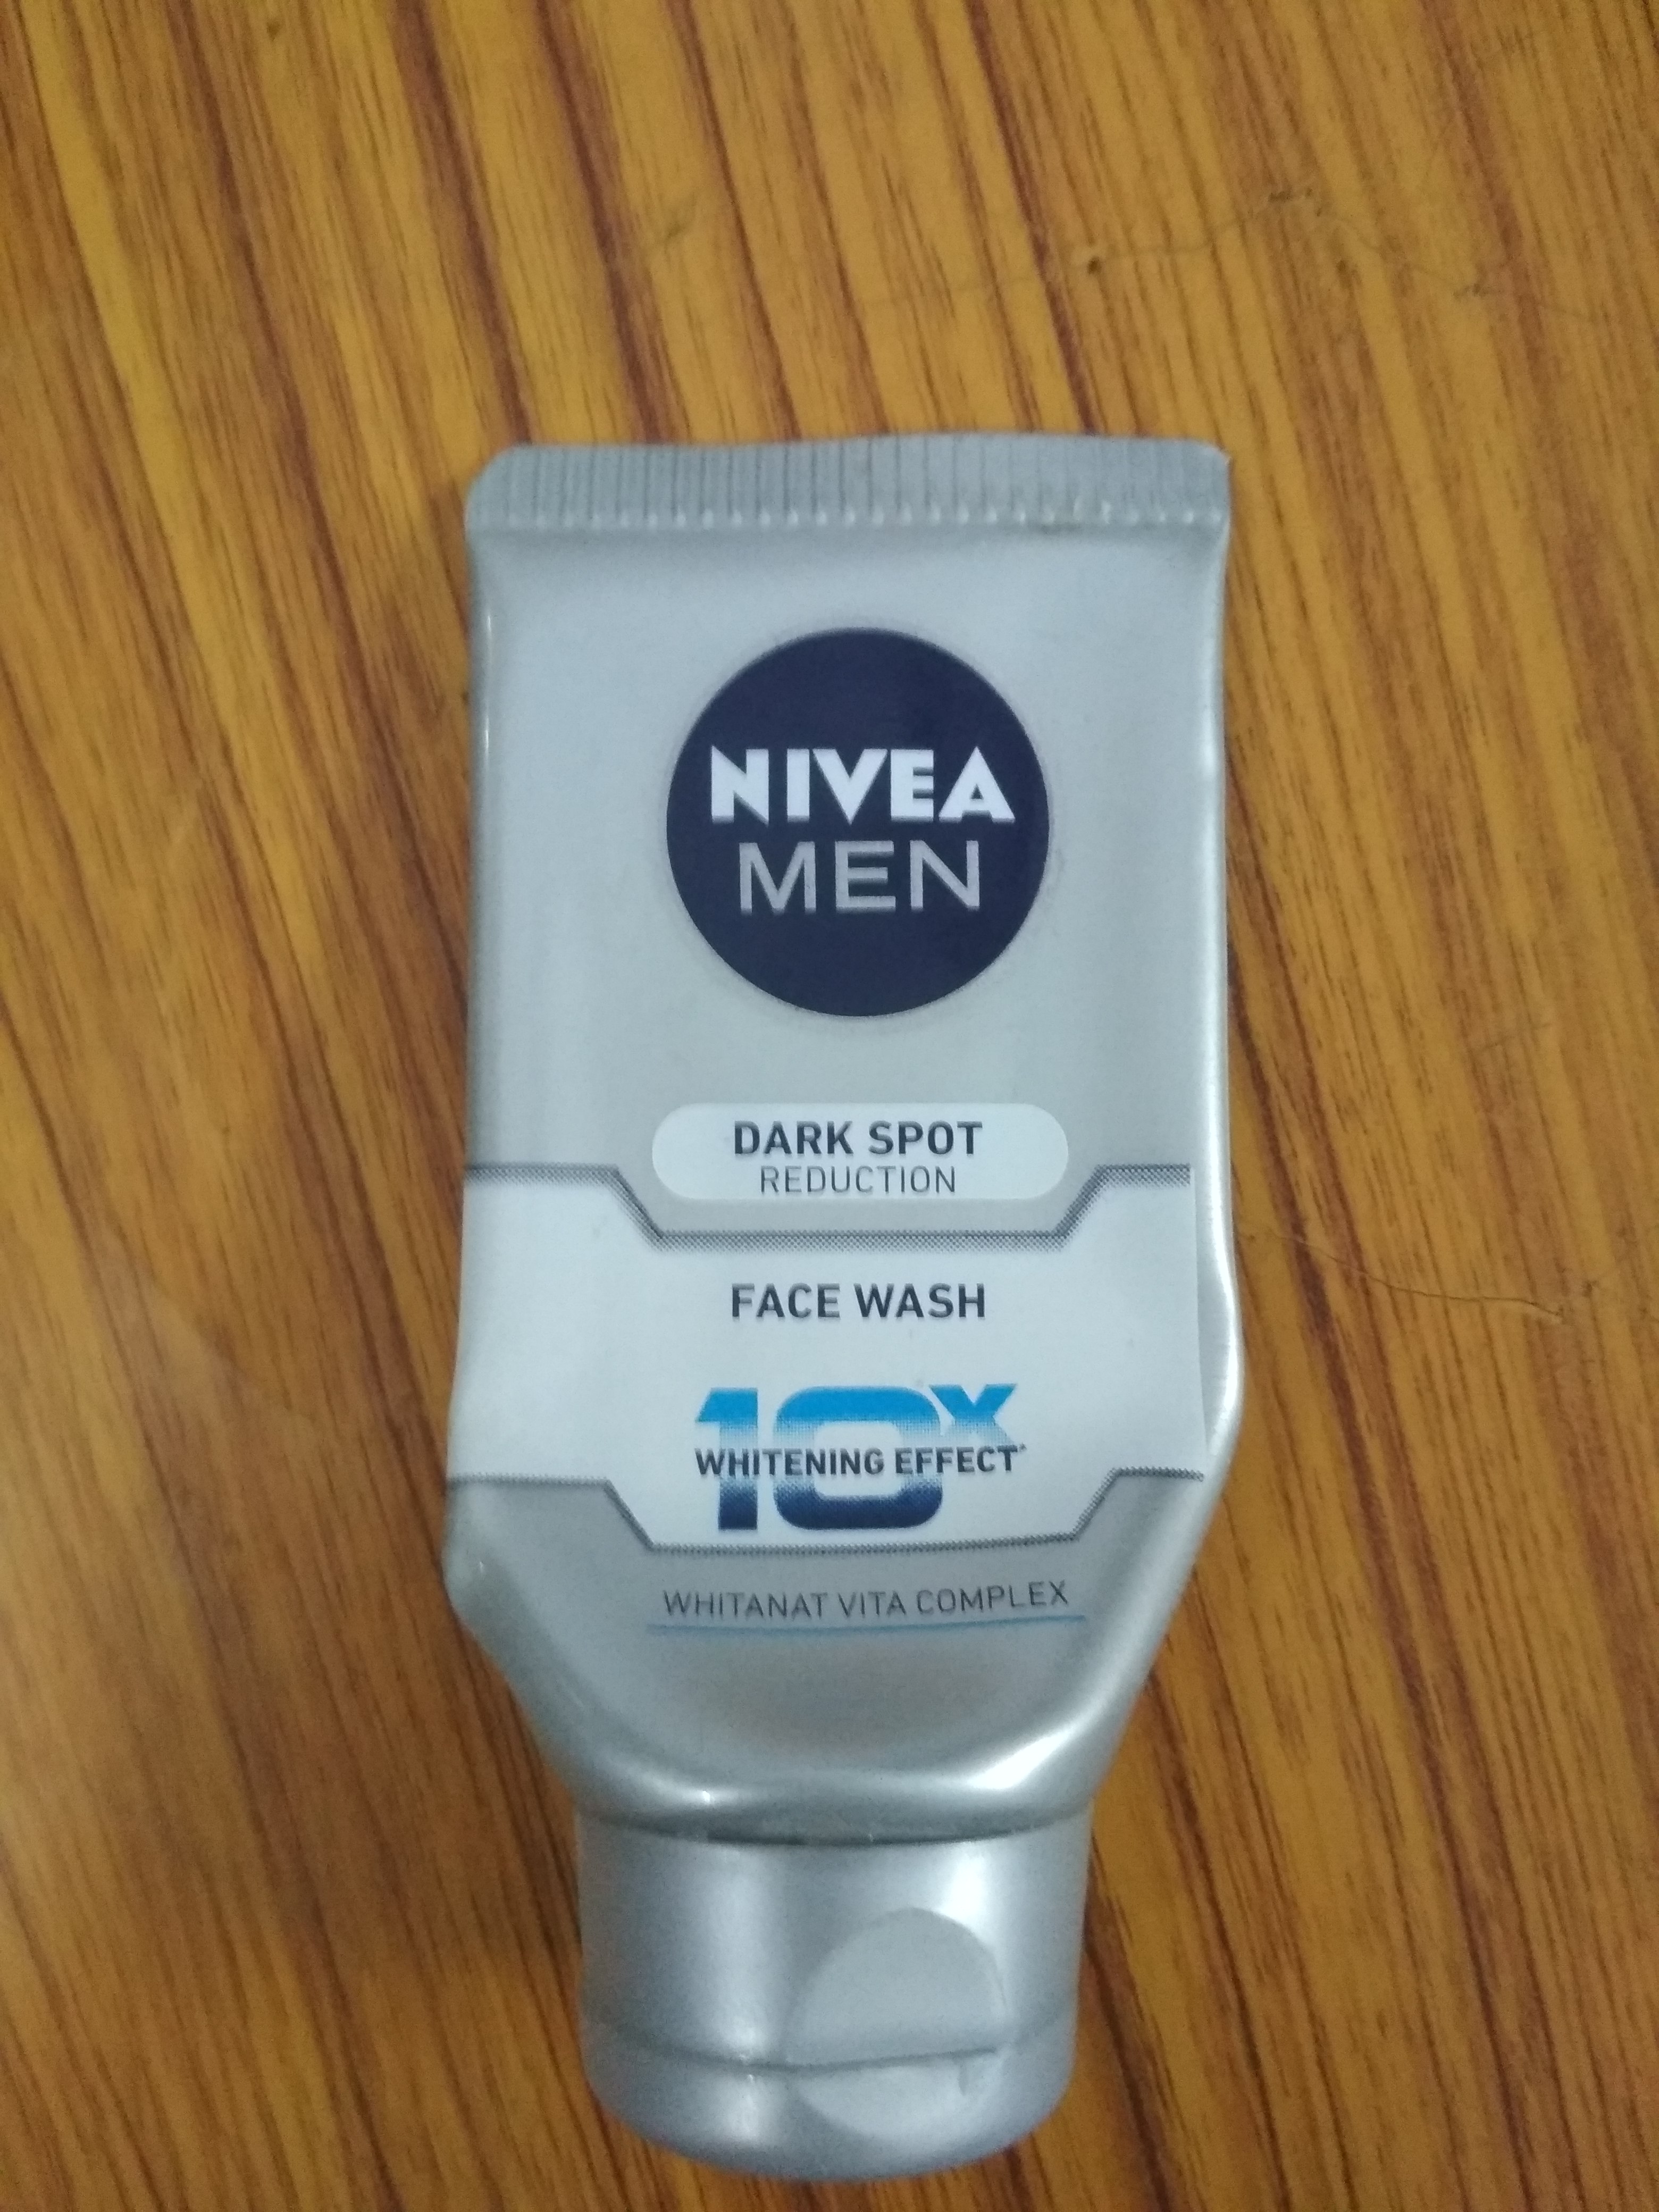 NIVEA
MEN
DARK SPOT
REDUCTION
FACE WASH
10X
WHITENING EFFECT*
WHITANAT VITA COMPLEX